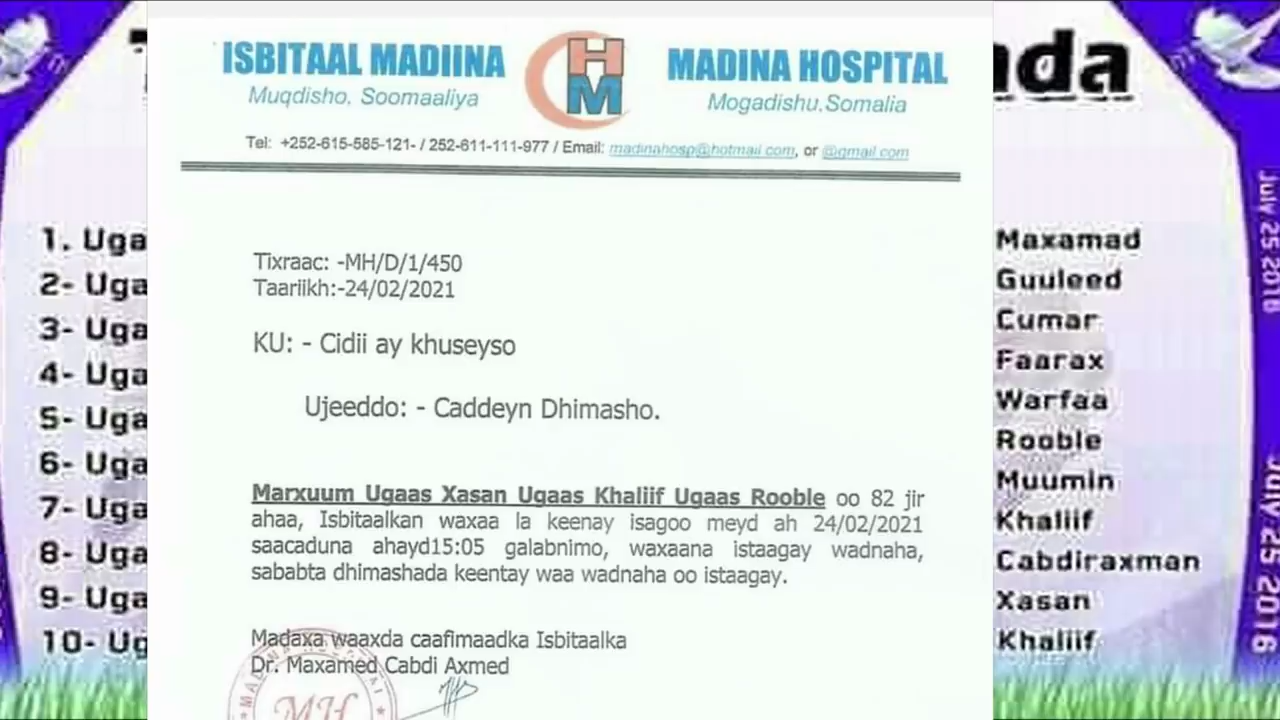 ISBITAAL MADIINA
Muqdisho. Soomaaliya
HM
MADINA HOSPITAL
Mogadishu.Somalia
Tel: +252-615-585-121- / 252-611-111-977 / Email: madinahosp@hotmail.com, or @gmail.com
Tixraac: -MH/D/1/450
Taariikh:-24/02/2021
KU: - Cidii ay khuseyso
Ujeeddo: - Caddeyn Dhimasho.
Marxuum Ugaas Xasan Ugaas Khaliif Ugaas Rooble oo 82 jir
ahaa, Isbitaalkan waxaa la keenay isagoo meyd ah 24/02/2021
saacaduna ahayd15:05 galabnimo, waxaana istaagay wadnaha,
sababta dhimashada keentay waa wadnaha oo istaagay.
Madaxa waaxda caafimaadka Isbitaalka
Dr. Maxamed Cabdi Axmed
MH
1. Uga
2- Uga
3- Uga
4- Uga
5- Uga
6- Uga
7- Uga
8- Uga
9- Uga
10- Ug
da
Maxamad
Guuleed
Cumar
Faarax
Warfaa
Rooble
Muumin
Khaliif
Cabdiraxman
Xasan
Khaliif
July 25 2016
July 25 2016